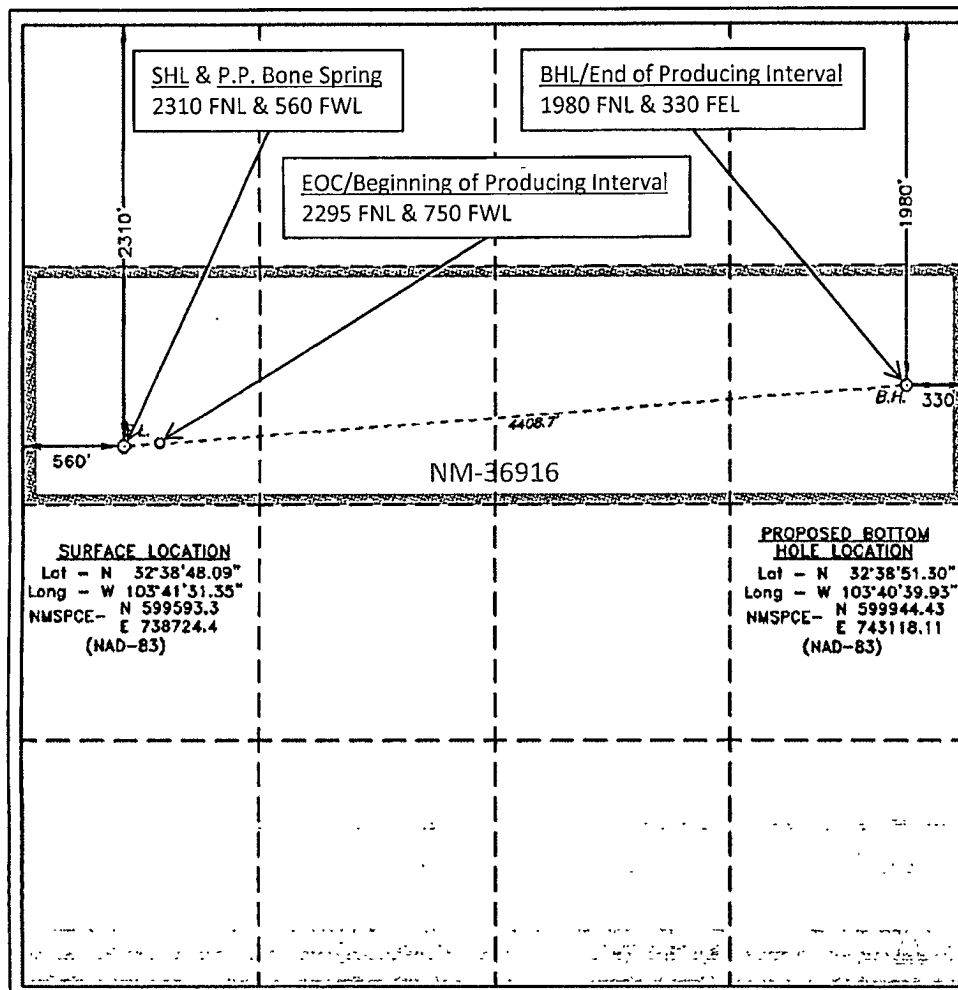 SHL & P.P. Bone Spring
2310 FNL & 560 FWL
BHL/End of Producing Interval
1980 FNL & 330 FEL
EOC/Beginning of Producing Interval
2295 FNL & 750 FWL
2310'
1980'
L.
B.H.
330
4408.7'
560'
NM-36916
SURFACE LOCATION
Lat - N 32°38'48.09"
Long - W 103°41'31.35"
NMSPCE- N 599593.3
E 738724.4
(NAD-83)
PROPOSED BOTTOM
HOLE LOCATION
Lat - N 32°38'51.30"
Long - W 103°40'39.93"
NMSPCE- N 599944.43
E 743118.11
(NAD-83)